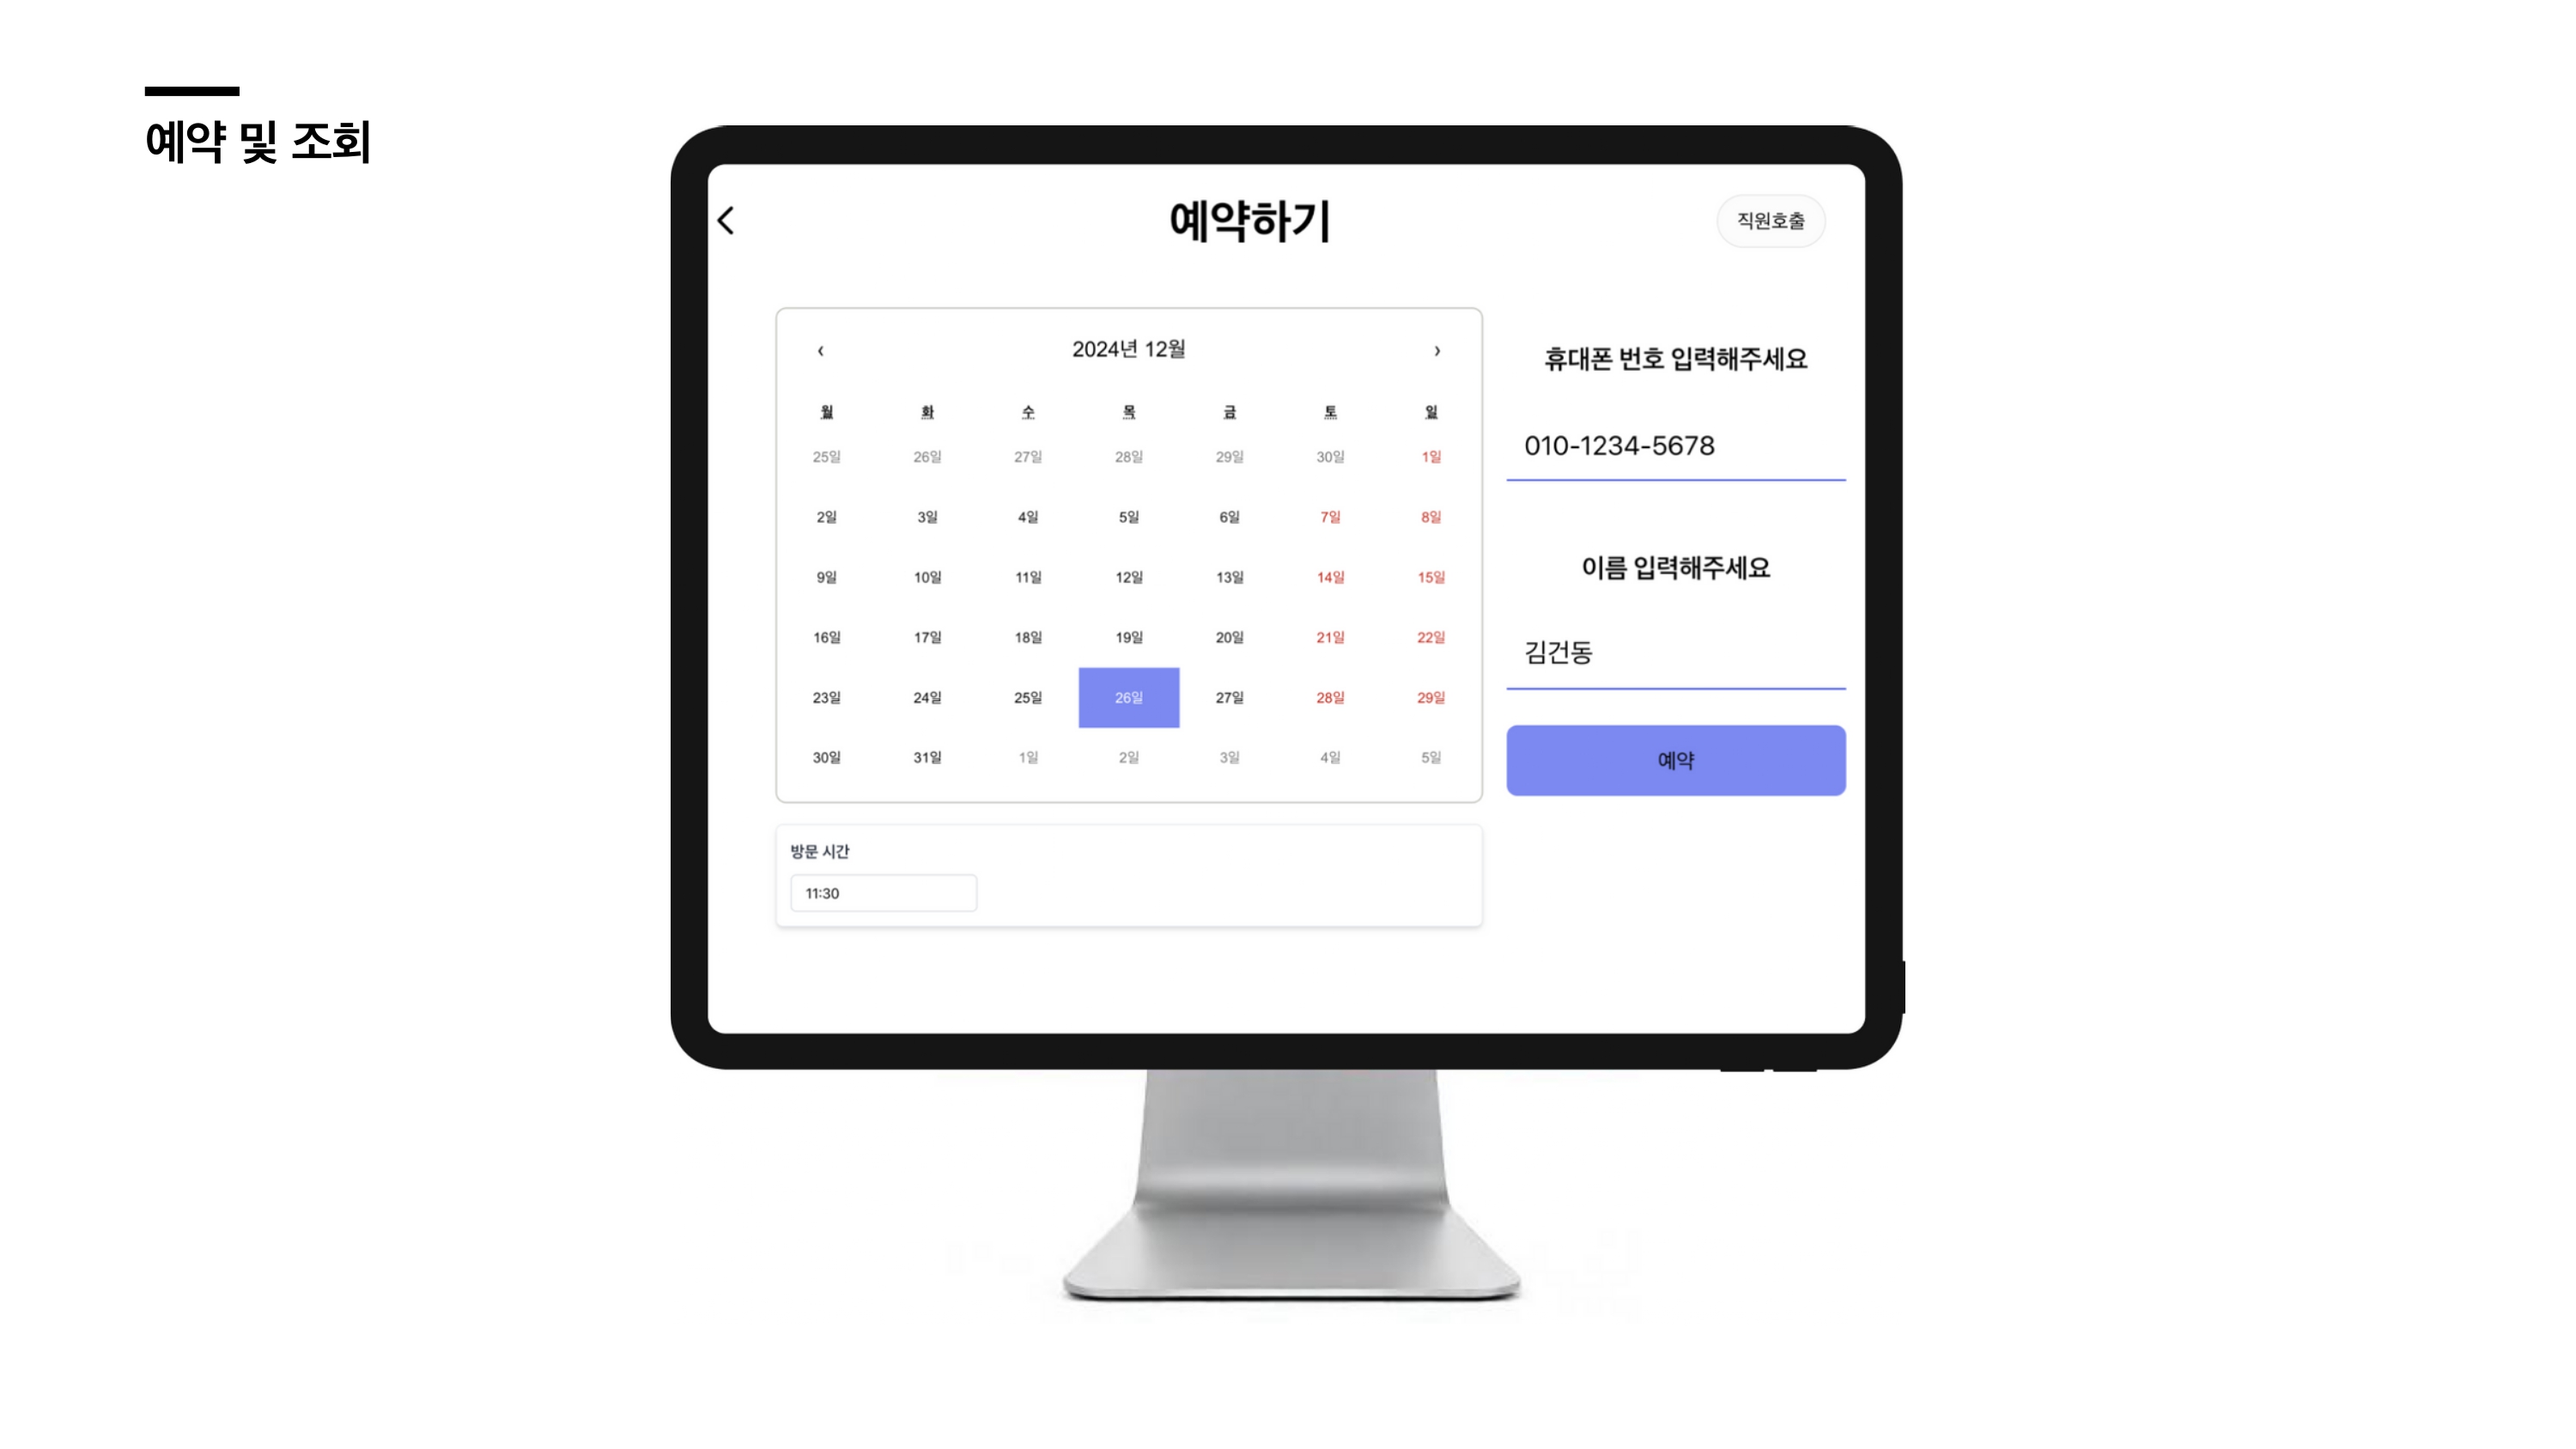 예약 및 조회
예약하기
직원호출
‹ 2024년 12월 ›
월 화 수 목 금 토 일
25일 26일 27일 28일 29일 30일 1일
2일 3일 4일 5일 6일 7일 8일
9일 10일 11일 12일 13일 14일 15일
16일 17일 18일 19일 20일 21일 22일
23일 24일 25일 26일 27일 28일 29일
30일 31일 1일 2일 3일 4일 5일
방문 시간
11:30
휴대폰 번호 입력해주세요
010-1234-5678
이름 입력해주세요
김건동
예약